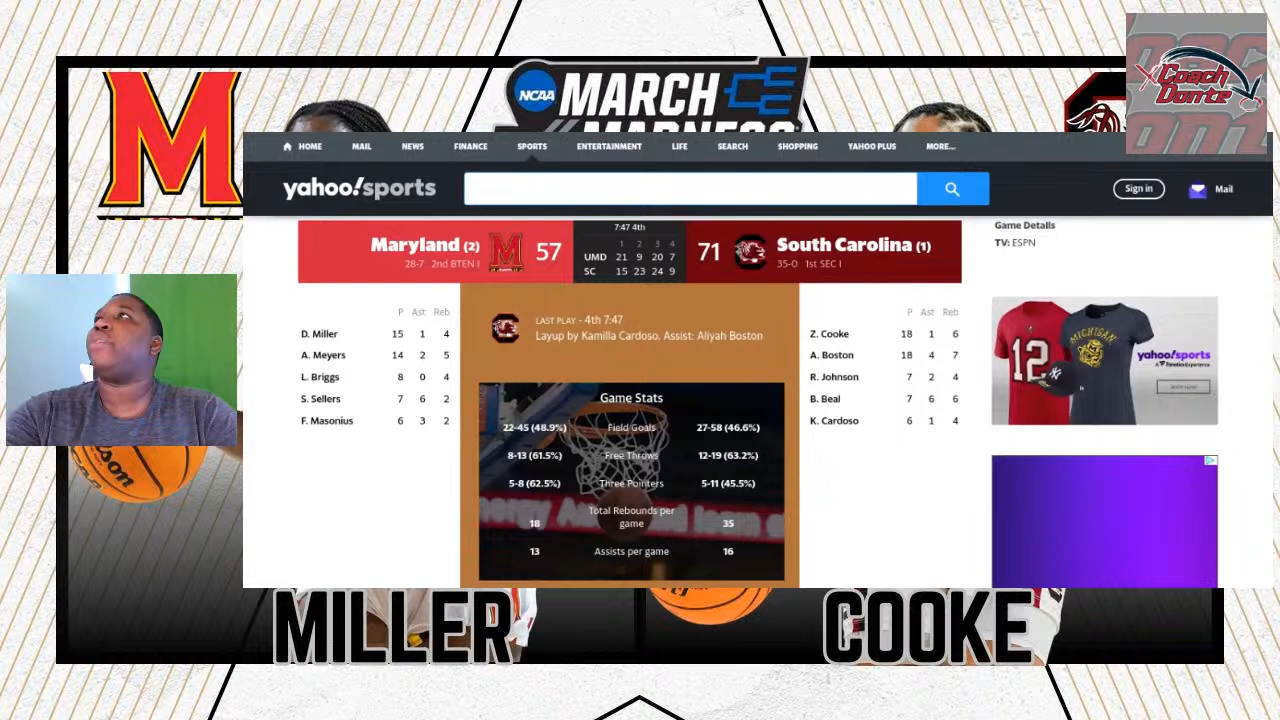 NCAA
MARCH
MADNESS
Coach
Donte
HOME MAIL NEWS FINANCE SPORTS ENTERTAINMENT LIFE SEARCH SHOPPING YAHOO PLUS MORE...
yahoo!sports
Sign in Mail
Maryland (2) M 57
28-7 2nd BTEN I
7:47 4th
1 2 3 4
UMD 21 9 20 7
SC 15 23 24 9
71 South Carolina (1)
35-0 1st SEC I
Game Details
TV: ESPN
P Ast Reb
D. Miller 15 1 4
A. Meyers 14 2 5
L. Briggs 8 0 4
S. Sellers 7 6 2
F. Masonius 6 3 2
LAST PLAY - 4th 7:47
Layup by Kamilla Cardoso. Assist: Aliyah Boston
Game Stats
22-45 (48.9%) Field Goals 27-58 (46.6%)
8-13 (61.5%) Free Throws 12-19 (63.2%)
5-8 (62.5%) Three Pointers 5-11 (45.5%)
18 Total Rebounds per game 35
13 Assists per game 16
P Ast Reb
Z. Cooke 18 1 6
A. Boston 18 4 7
R. Johnson 7 2 4
B. Beal 7 6 6
K. Cardoso 6 1 4
12
MICHIGAN
yahoo!sports
MILLER
COOKE